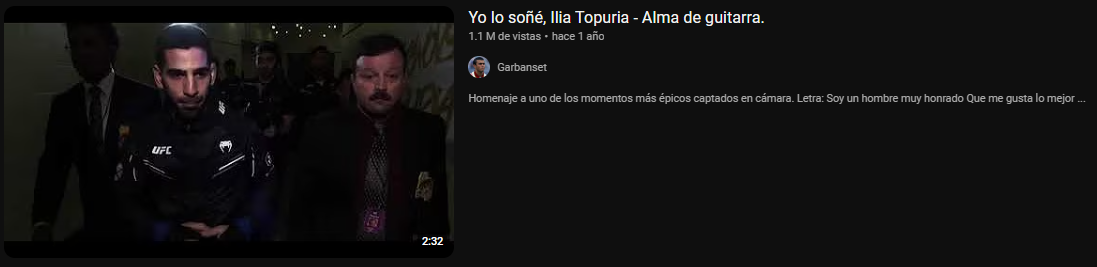 Yo lo soñé, Ilia Topuria - Alma de guitarra.
1.1 M de vistas • hace 1 año
Garbanset
Homenaje a uno de los momentos más épicos captados en cámara. Letra: Soy un hombre muy honrado Que me gusta lo mejor ...
UFC
2:32